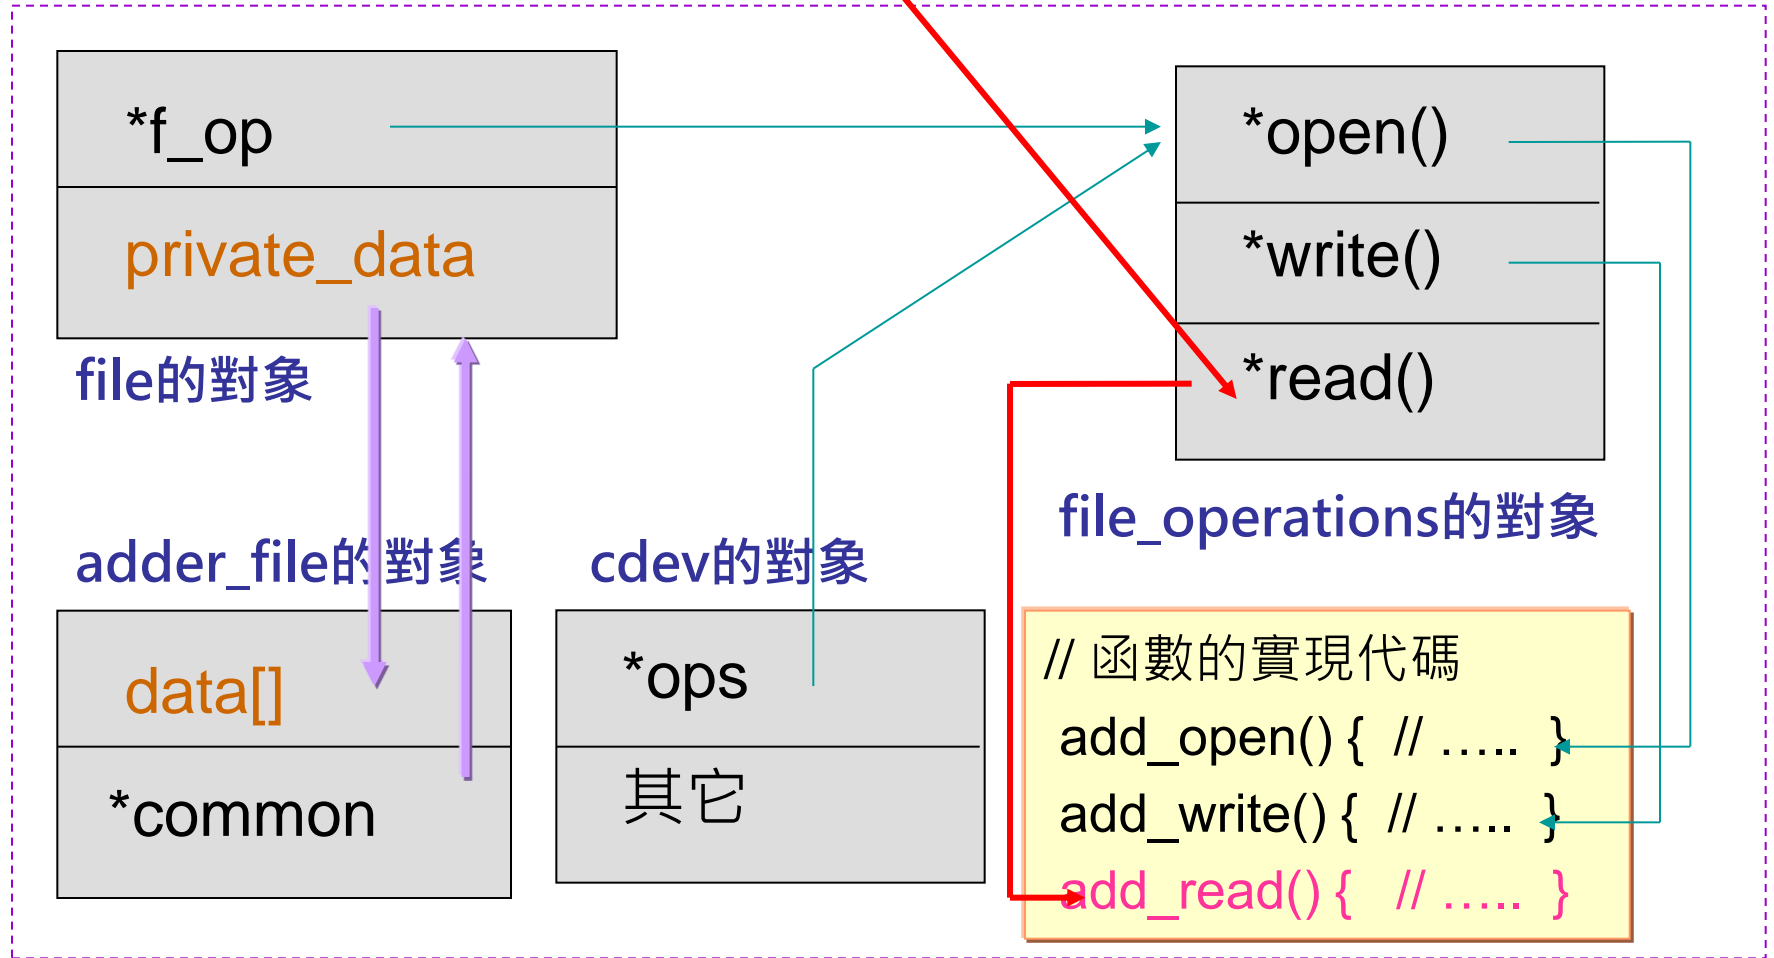 *f_op
private_data
file的對象
*open()
*write()
*read()
file_operations的對象
adder_file的對象
data[]
*common
cdev的對象
*ops
其它
// 函數的實現代碼
add_open() {  // …..  }
add_write() {  // …..  }
add_read() {   // …..  }